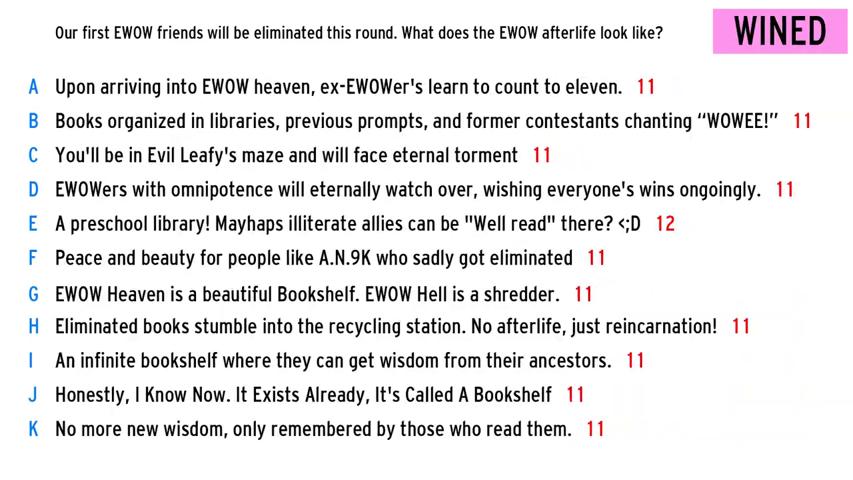 Our first EWOW friends will be eliminated this round. What does the EWOW afterlife look like?
WINED
A Upon arriving into EWOW heaven, ex-EWOWer's learn to count to eleven. 11
B Books organized in libraries, previous prompts, and former contestants chanting “WOWEE!” 11
C You'll be in Evil Leafy's maze and will face eternal torment 11
D EWOWers with omnipotence will eternally watch over, wishing everyone's wins ongoingly. 11
E A preschool library! Mayhaps illiterate allies can be "Well read" there? <;D 12
F Peace and beauty for people like A.N.9K who sadly got eliminated 11
G EWOW Heaven is a beautiful Bookshelf. EWOW Hell is a shredder. 11
H Eliminated books stumble into the recycling station. No afterlife, just reincarnation! 11
I An infinite bookshelf where they can get wisdom from their ancestors. 11
J Honestly, I Know Now. It Exists Already, It's Called A Bookshelf 11
K No more new wisdom, only remembered by those who read them. 11